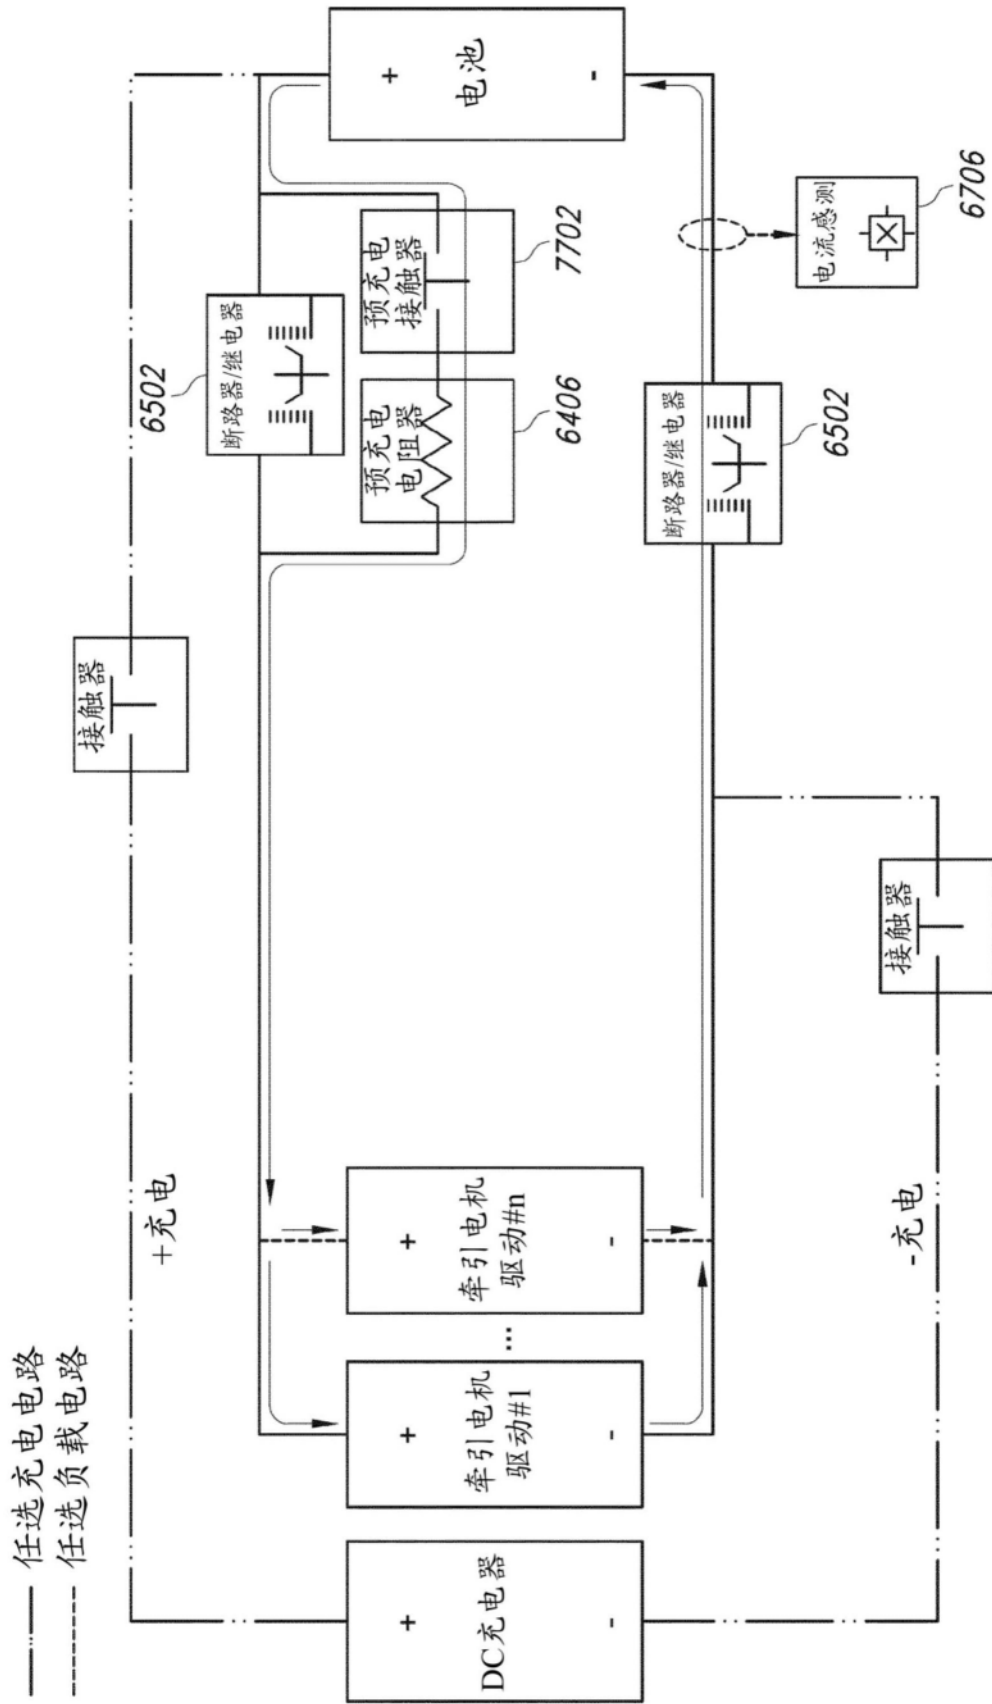 任选充电电路
任选负载电路
+充电
接触器
6502
断路器/继电器
预充电
接触器
7702
预充电
电阻器
6406
+
电池
-
DC充电器
+
-
牵引电机
驱动#1
+
-
...
牵引电机
驱动#n
+
-
断路器/继电器
6502
电流感测
6706
接触器
-充电